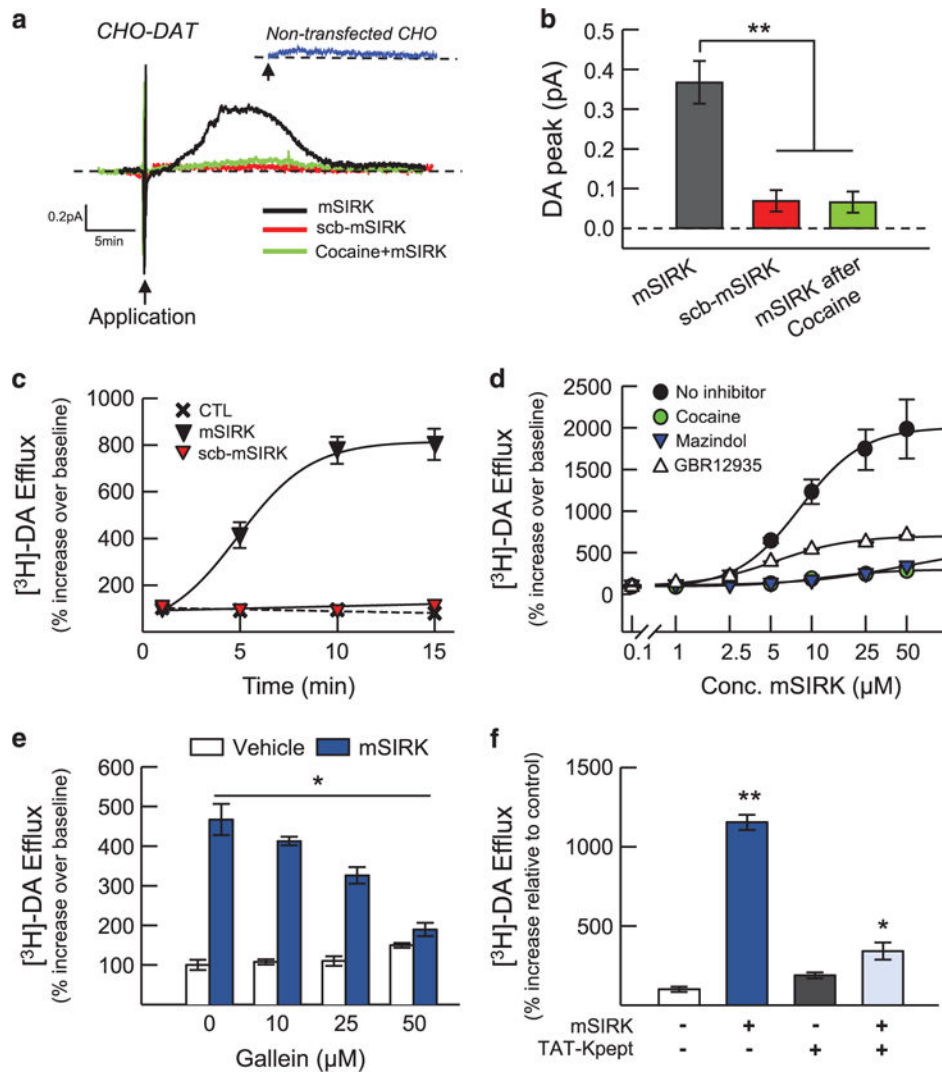 a
CHO-DAT
Non-transfected CHO
0.2pA
5min
mSIRK
scb-mSIRK
Cocaine+mSIRK
Application
b
DA peak (pA)
0.5
0.4
0.3
0.2
0.1
0.0
**
mSIRK
scb-mSIRK
mSIRK after
Cocaine
c
[³H]-DA Efflux
(% increase over baseline)
1000
800
600
400
200
CTL
mSIRK
scb-mSIRK
0 5 10 15
Time (min)
d
[³H]-DA Efflux
(% increase over baseline)
2500
2000
1500
1000
500
0
No inhibitor
Cocaine
Mazindol
GBR12935
0.1 1 2.5 5 10 25 50
Conc. mSIRK (µM)
e
Vehicle mSIRK
[³H]-DA Efflux
(% increase over baseline)
600
500
400
300
200
100
*
0 10 25 50
Gallein (µM)
f
[³H]-DA Efflux
(% increase relative to control)
1500
1000
500
**
*
mSIRK - + - +
TAT-Kpept - - + +